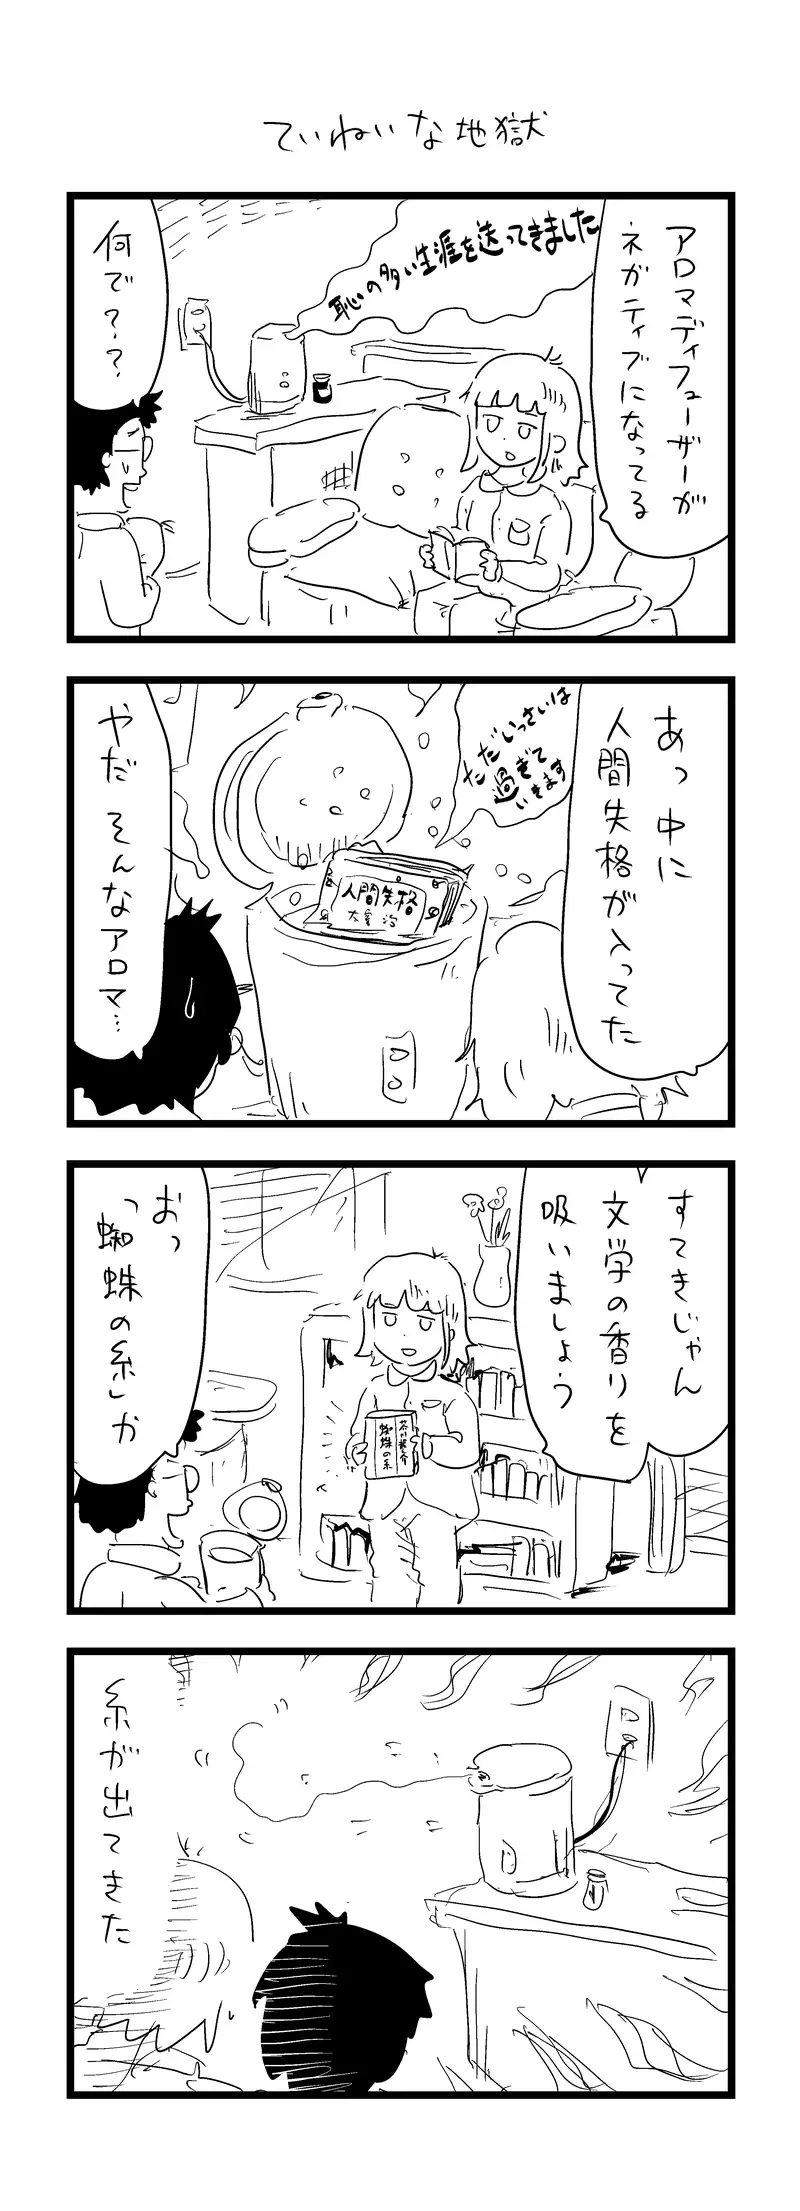 ていねいな地獄
アロマディフューザーが
ネガティブになってる
恥の多い生涯を送ってきました
何で??
あっ 中に
人間失格が入ってた
ただいっさいは
過ぎて
いきます
人間失格
太宰治
やだ そんなアロマ…
すてきじゃん
文学の香りを
吸いましょう
芥川龍之介
蜘蛛の糸
おっ
「蜘蛛の糸」か
糸が出てきた